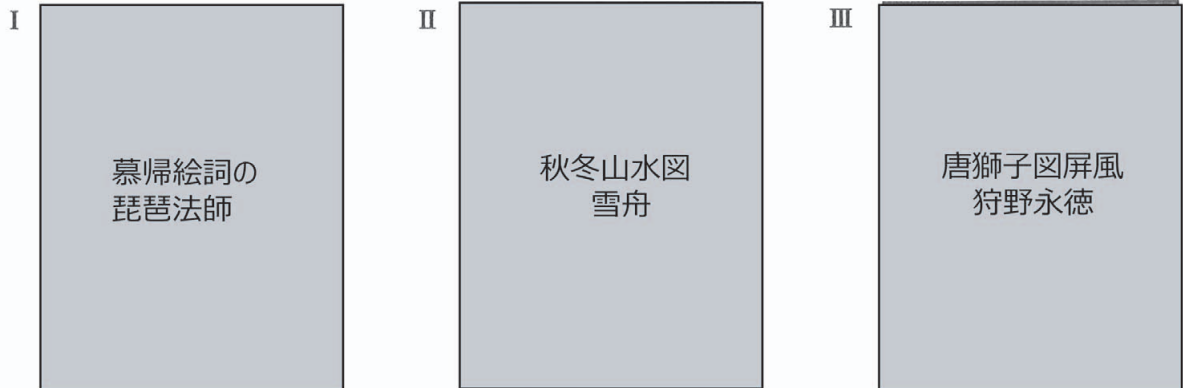 I
慕帰絵詞の
琵琶法師
II
秋冬山水図
雪舟
III
唐獅子図屏風
狩野永徳